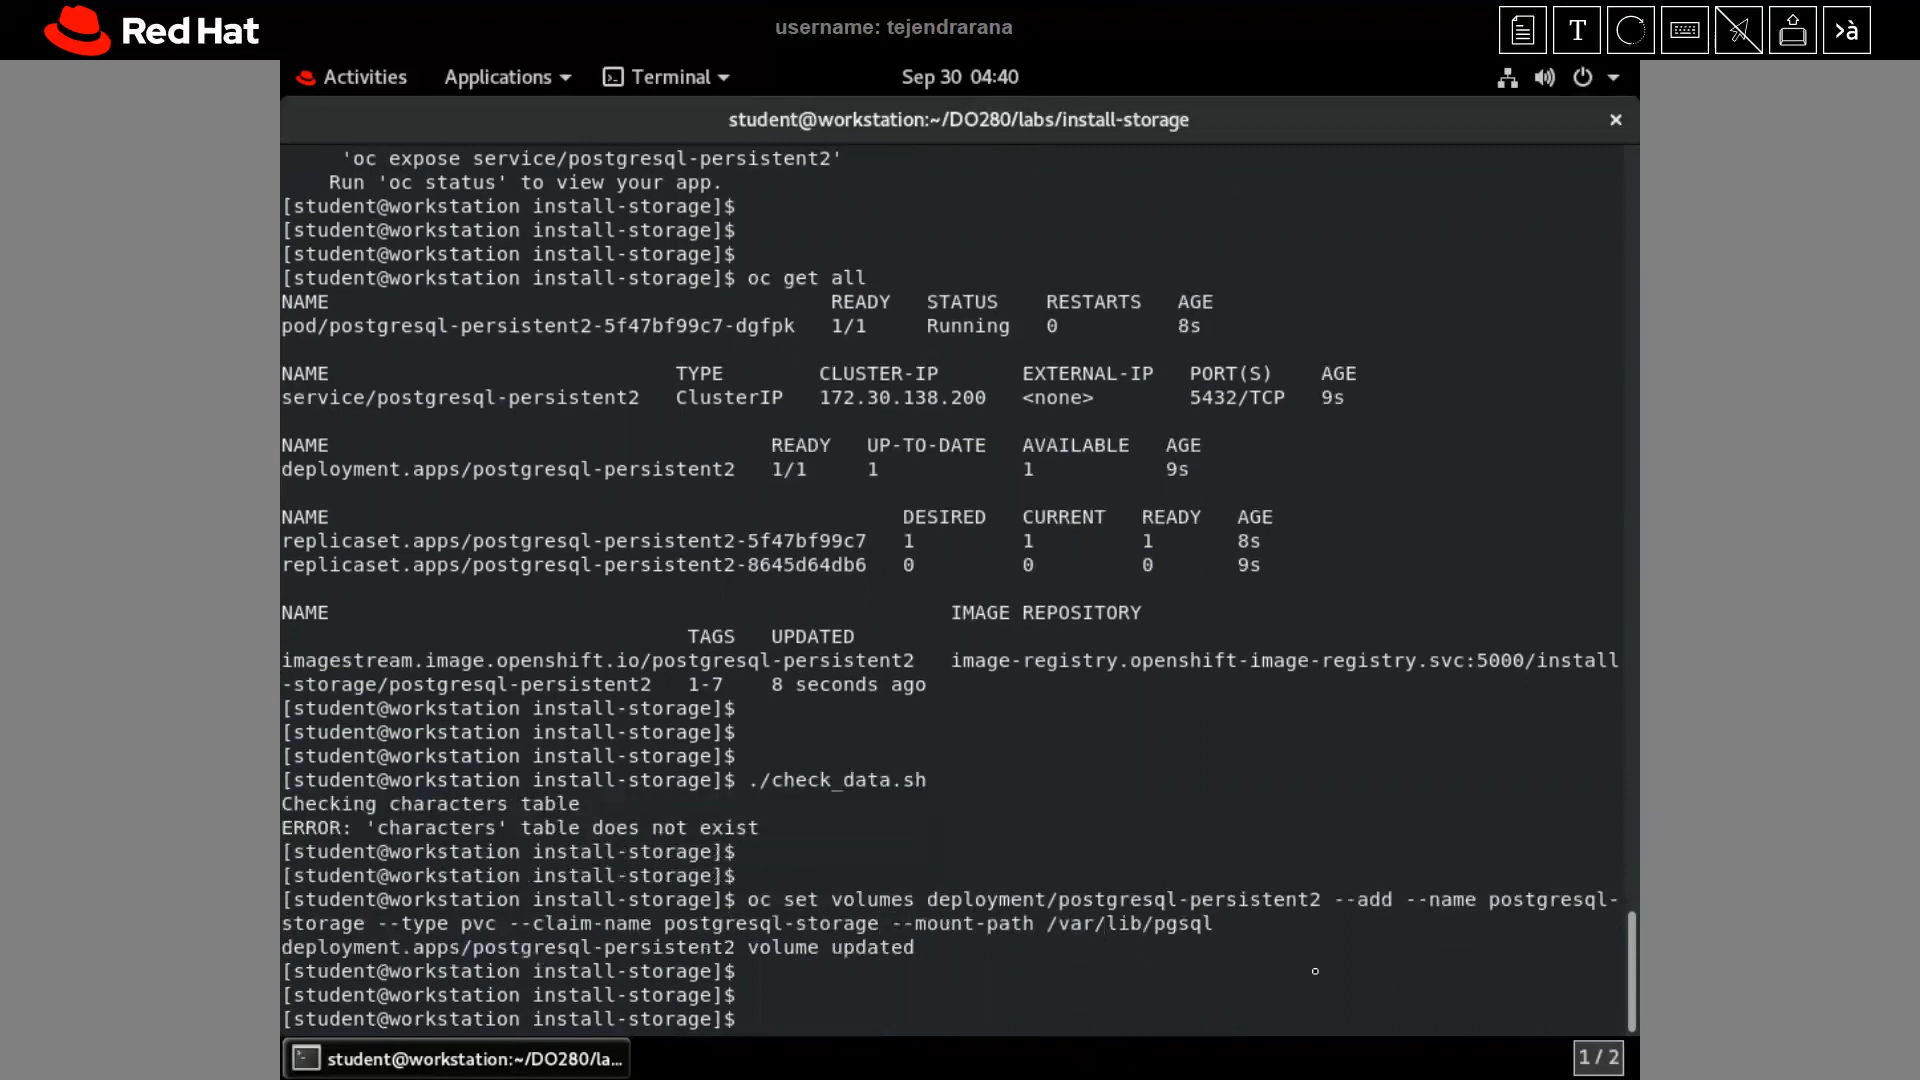 Red Hat
username: tejendrarana
T
>à
Activities Applications Terminal Sep 30 04:40
student@workstation:~/DO280/labs/install-storage ×
'oc expose service/postgresql-persistent2'
Run 'oc status' to view your app.
[student@workstation install-storage]$
[student@workstation install-storage]$
[student@workstation install-storage]$
[student@workstation install-storage]$ oc get all
NAME READY STATUS RESTARTS AGE
pod/postgresql-persistent2-5f47bf99c7-dgfpk 1/1 Running 0 8s
NAME TYPE CLUSTER-IP EXTERNAL-IP PORT(S) AGE
service/postgresql-persistent2 ClusterIP 172.30.138.200 <none> 5432/TCP 9s
NAME READY UP-TO-DATE AVAILABLE AGE
deployment.apps/postgresql-persistent2 1/1 1 1 9s
NAME DESIRED CURRENT READY AGE
replicaset.apps/postgresql-persistent2-5f47bf99c7 1 1 1 8s
replicaset.apps/postgresql-persistent2-8645d64db6 0 0 0 9s
NAME IMAGE REPOSITORY
TAGS UPDATED
imagestream.image.openshift.io/postgresql-persistent2 image-registry.openshift-image-registry.svc:5000/install
-storage/postgresql-persistent2 1-7 8 seconds ago
[student@workstation install-storage]$
[student@workstation install-storage]$
[student@workstation install-storage]$
[student@workstation install-storage]$ ./check_data.sh
Checking characters table
ERROR: 'characters' table does not exist
[student@workstation install-storage]$
[student@workstation install-storage]$
[student@workstation install-storage]$ oc set volumes deployment/postgresql-persistent2 --add --name postgresql-
storage --type pvc --claim-name postgresql-storage --mount-path /var/lib/pgsql
deployment.apps/postgresql-persistent2 volume updated
[student@workstation install-storage]$
[student@workstation install-storage]$
[student@workstation install-storage]$
student@workstation:~/DO280/la... 1 / 2